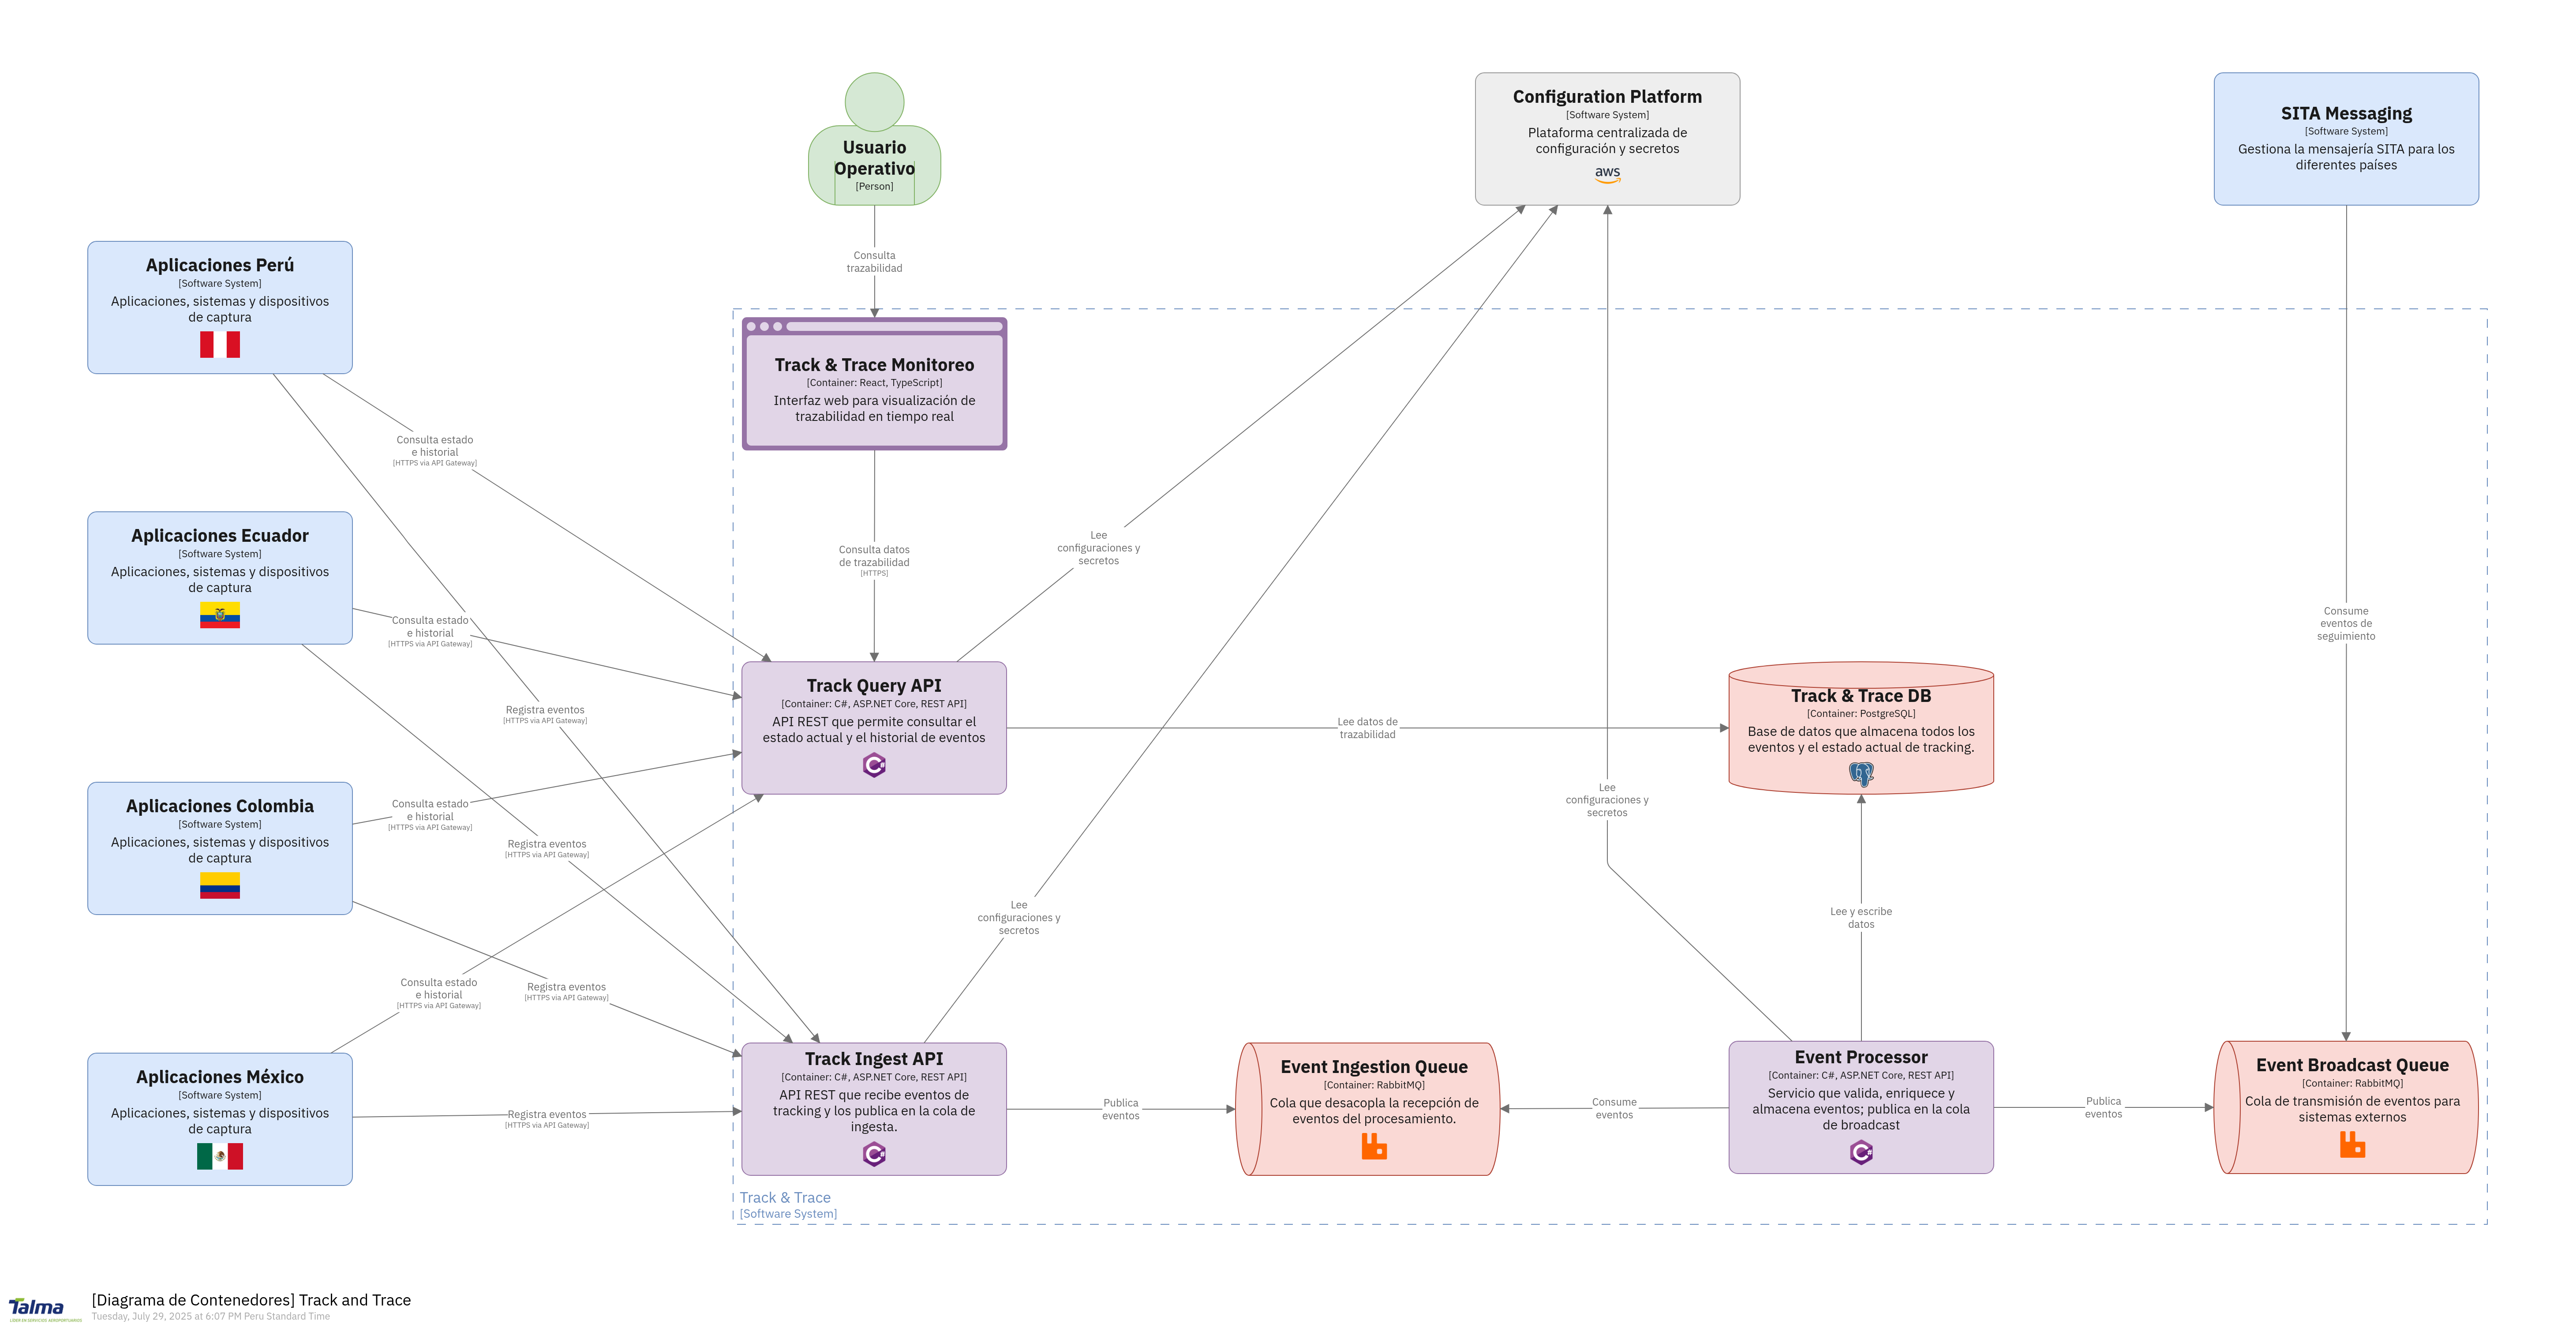 Usuario
Operativo
[Person]
Configuration Platform
[Software System]
Plataforma centralizada de
configuración y secretos
aws
SITA Messaging
[Software System]
Gestiona la mensajería SITA para los
diferentes países
Consulta
trazabilidad
Aplicaciones Perú
[Software System]
Aplicaciones, sistemas y dispositivos
de captura
Track & Trace Monitoreo
[Container: React, TypeScript]
Interfaz web para visualización de
trazabilidad en tiempo real
Consulta estado
e historial
[HTTPS via API Gateway]
Aplicaciones Ecuador
[Software System]
Aplicaciones, sistemas y dispositivos
de captura
Consulta datos
de trazabilidad
[HTTPS]
Lee
configuraciones y
secretos
Consulta estado
e historial
[HTTPS via API Gateway]
Consume
eventos de
seguimiento
Registra eventos
[HTTPS via API Gateway]
Track Query API
[Container: C#, ASP.NET Core, REST API]
API REST que permite consultar el
estado actual y el historial de eventos
Lee datos de
trazabilidad
Track & Trace DB
[Container: PostgreSQL]
Base de datos que almacena todos los
eventos y el estado actual de tracking.
Aplicaciones Colombia
[Software System]
Aplicaciones, sistemas y dispositivos
de captura
Consulta estado
e historial
[HTTPS via API Gateway]
Registra eventos
[HTTPS via API Gateway]
Lee
configuraciones y
secretos
Lee
configuraciones y
secretos
Lee y escribe
datos
Consulta estado
e historial
[HTTPS via API Gateway]
Registra eventos
[HTTPS via API Gateway]
Aplicaciones México
[Software System]
Aplicaciones, sistemas y dispositivos
de captura
Registra eventos
[HTTPS via API Gateway]
Track Ingest API
[Container: C#, ASP.NET Core, REST API]
API REST que recibe eventos de
tracking y los publica en la cola de
ingesta.
Publica
eventos
Event Ingestion Queue
[Container: RabbitMQ]
Cola que desacopla la recepción de
eventos del procesamiento.
Consume
eventos
Event Processor
[Container: C#, ASP.NET Core, REST API]
Servicio que valida, enriquece y
almacena eventos; publica en la cola
de broadcast
Publica
eventos
Event Broadcast Queue
[Container: RabbitMQ]
Cola de transmisión de eventos para
sistemas externos
Track & Trace
[Software System]
Talma
LÍDER EN SERVICIOS AEROPORTUARIOS
[Diagrama de Contenedores] Track and Trace
Tuesday, July 29, 2025 at 6:07 PM Peru Standard Time